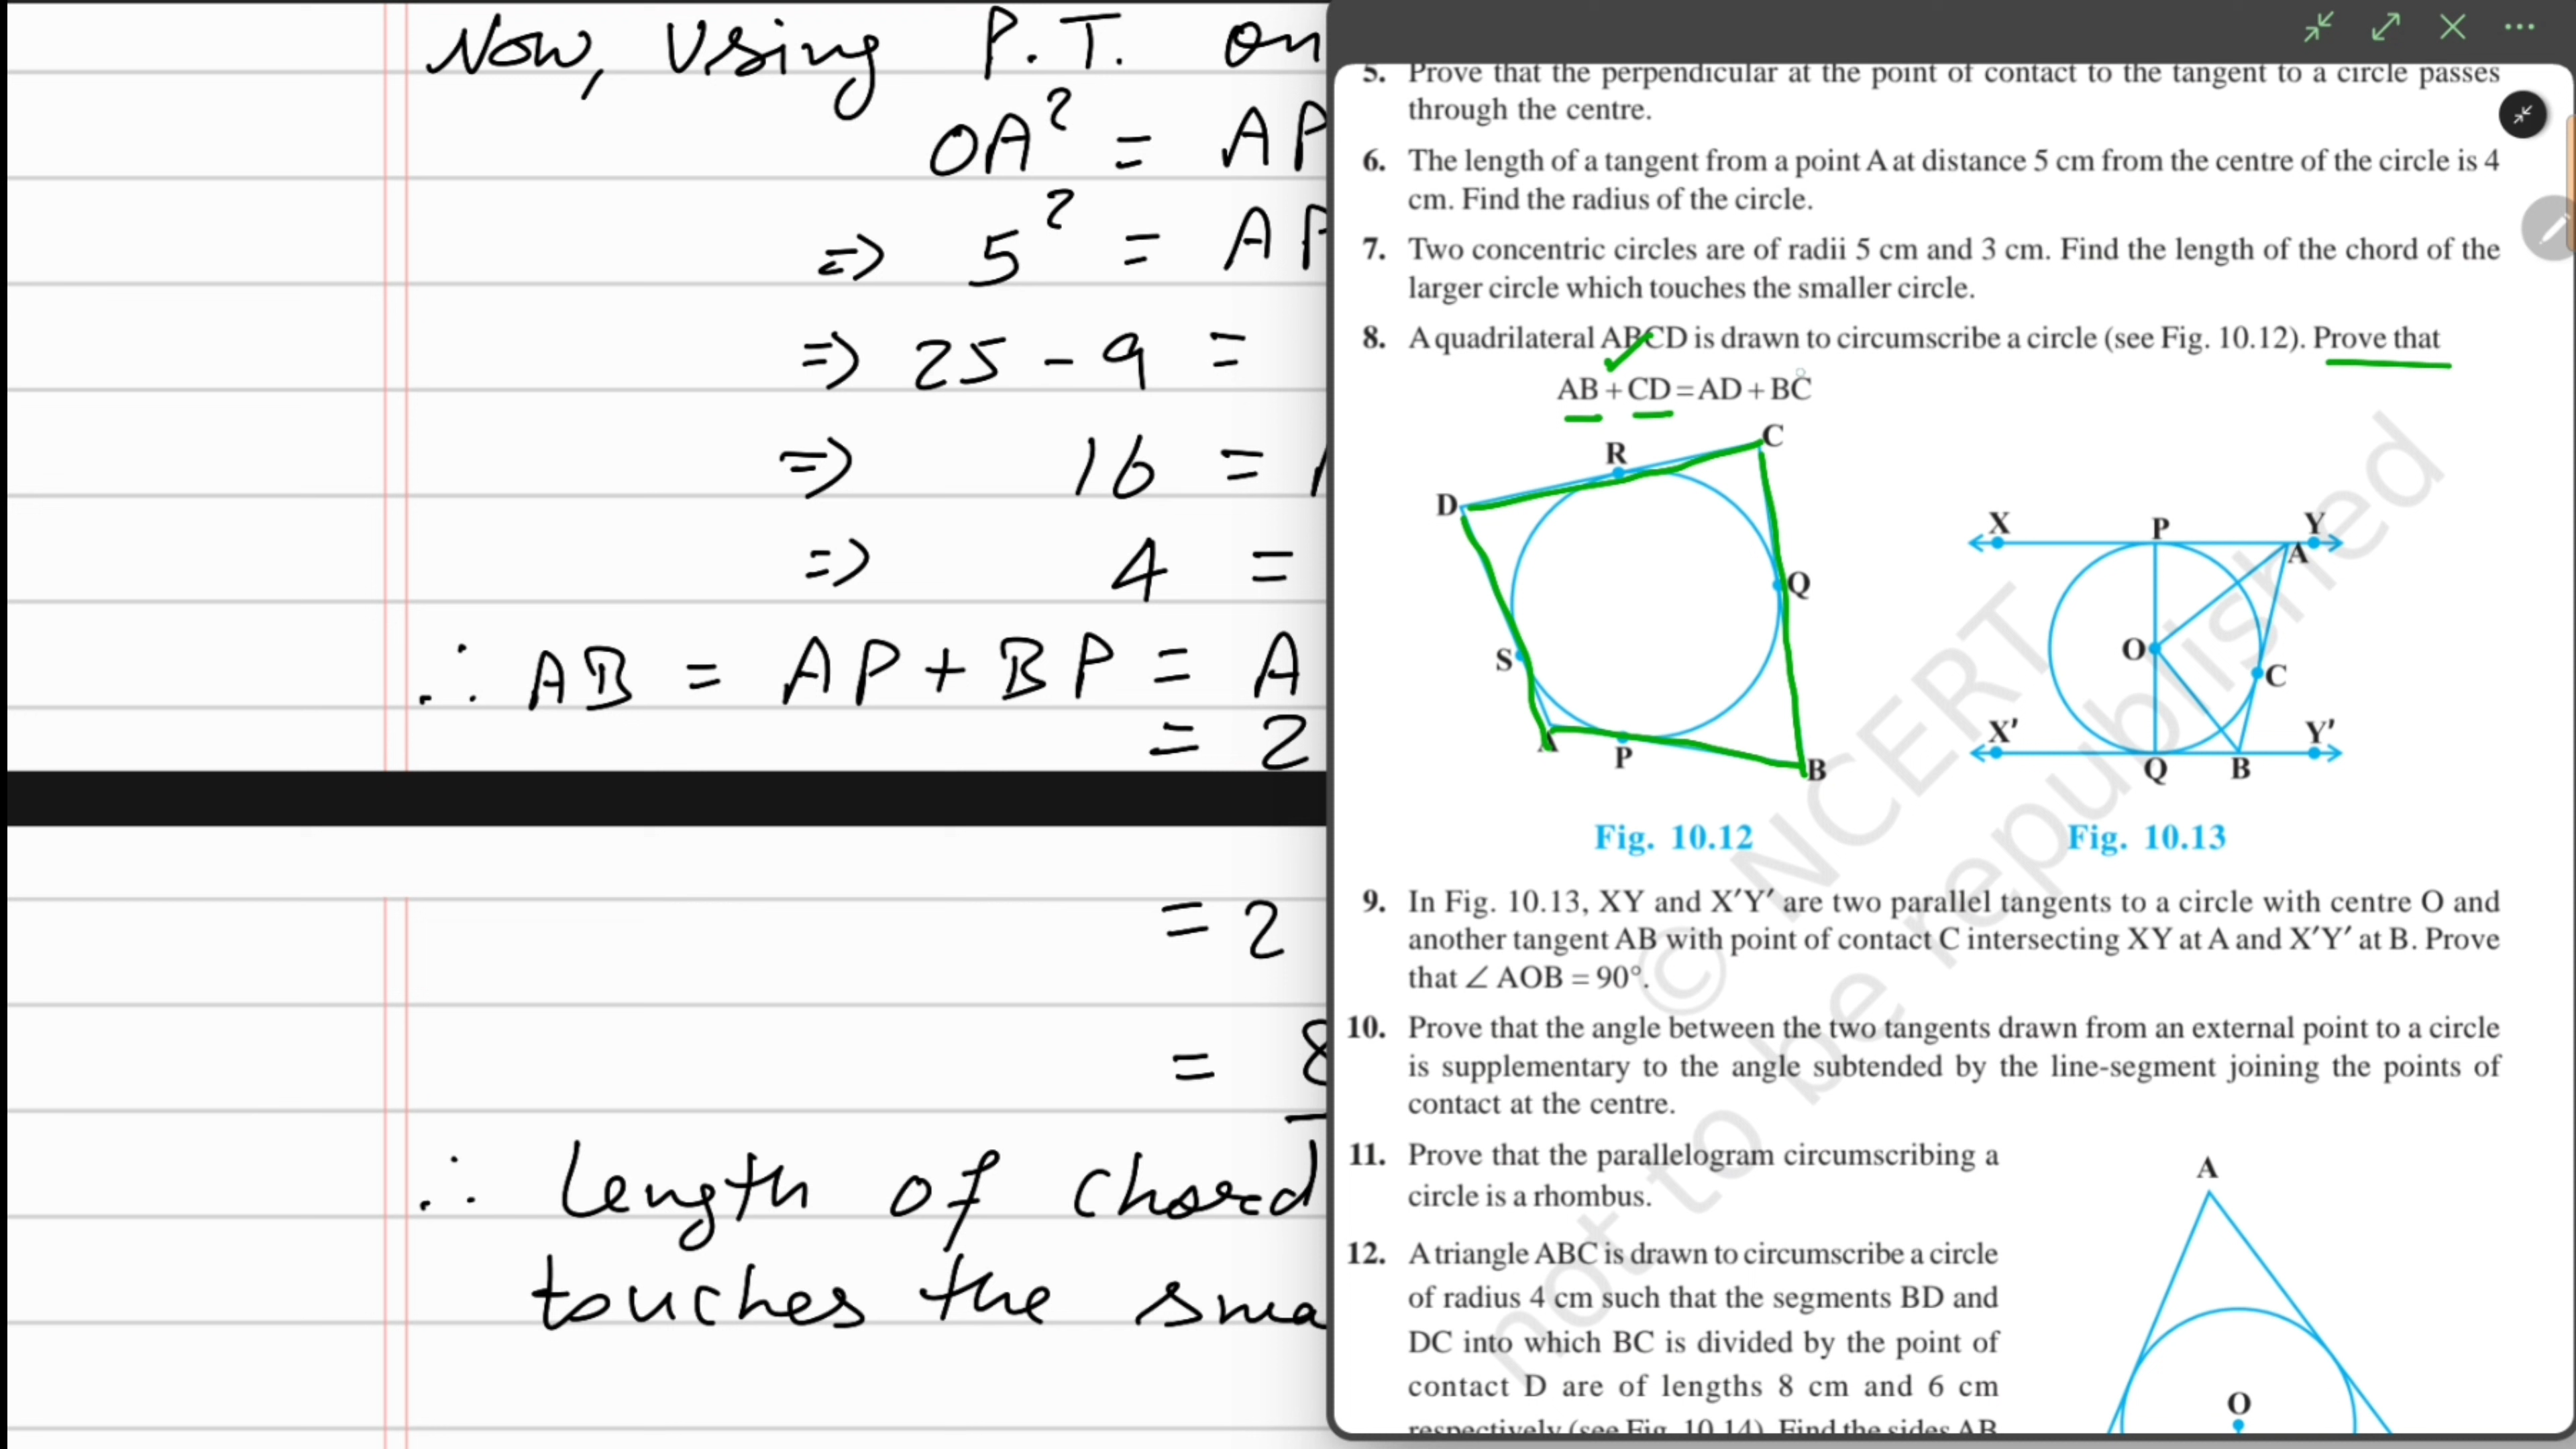 Now, Using P.T. on
OA² = AP
=> 5² = AP
=> 25 - 9 =
=> 16 =
=> 4 =
∴ AB = AP + BP = A
= 2
= 2
= 8
∴ length of chord
touches the sma
5. Prove that the perpendicular at the point of contact to the tangent to a circle passes
through the centre.
6. The length of a tangent from a point A at distance 5 cm from the centre of the circle is 4
cm. Find the radius of the circle.
7. Two concentric circles are of radii 5 cm and 3 cm. Find the length of the chord of the
larger circle which touches the smaller circle.
8. A quadrilateral ABCD is drawn to circumscribe a circle (see Fig. 10.12). Prove that
AB + CD = AD + BC
C
R
D
Q
S
A
P
B
X P Y
A
O
C
X′ Y′
Q B
Fig. 10.12
Fig. 10.13
9. In Fig. 10.13, XY and X′Y′ are two parallel tangents to a circle with centre O and
another tangent AB with point of contact C intersecting XY at A and X′Y′ at B. Prove
that ∠ AOB = 90°.
10. Prove that the angle between the two tangents drawn from an external point to a circle
is supplementary to the angle subtended by the line-segment joining the points of
contact at the centre.
11. Prove that the parallelogram circumscribing a
circle is a rhombus.
12. A triangle ABC is drawn to circumscribe a circle
of radius 4 cm such that the segments BD and
DC into which BC is divided by the point of
contact D are of lengths 8 cm and 6 cm
respectively (see Fig. 10.14). Find the sides AB
A
O
© NCERT
not to be republished